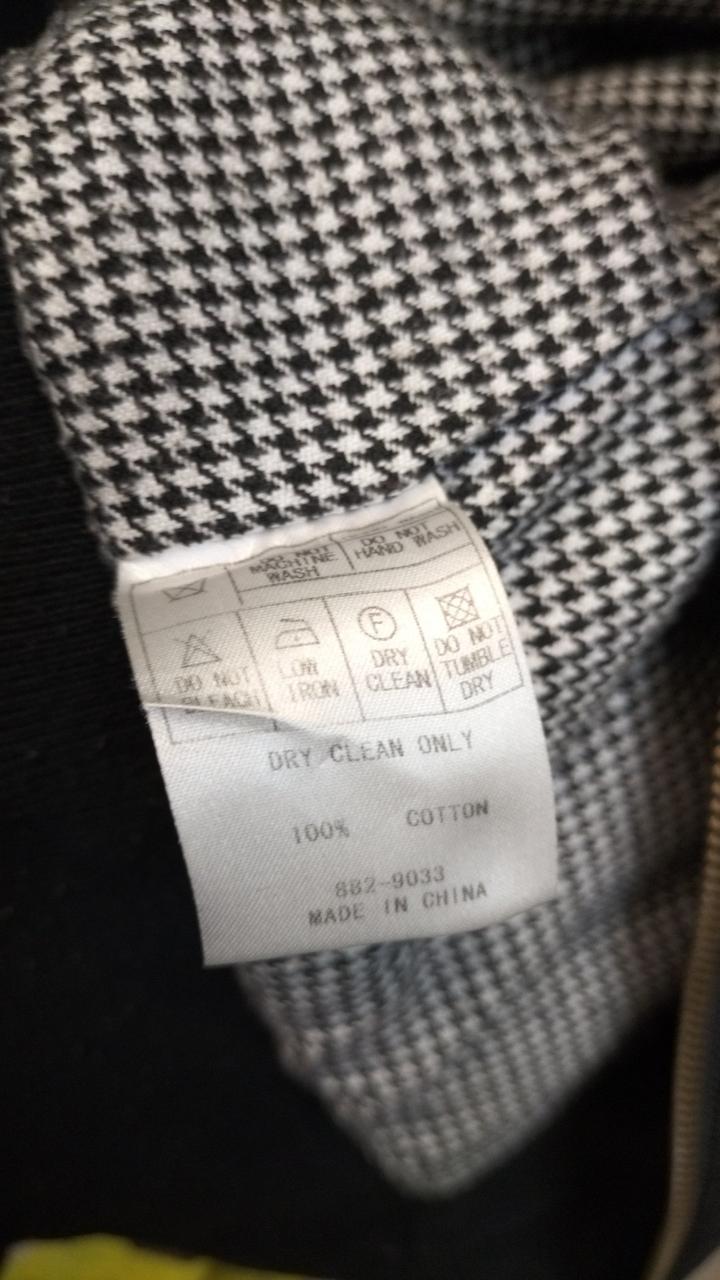 DO NOT MACHINE WASH
DO NOT HAND WASH
DO NOT BLEACH
LOW IRON
F
DRY CLEAN
DO NOT TUMBLE DRY
DRY CLEAN ONLY
100% COTTON
882-9033
MADE IN CHINA